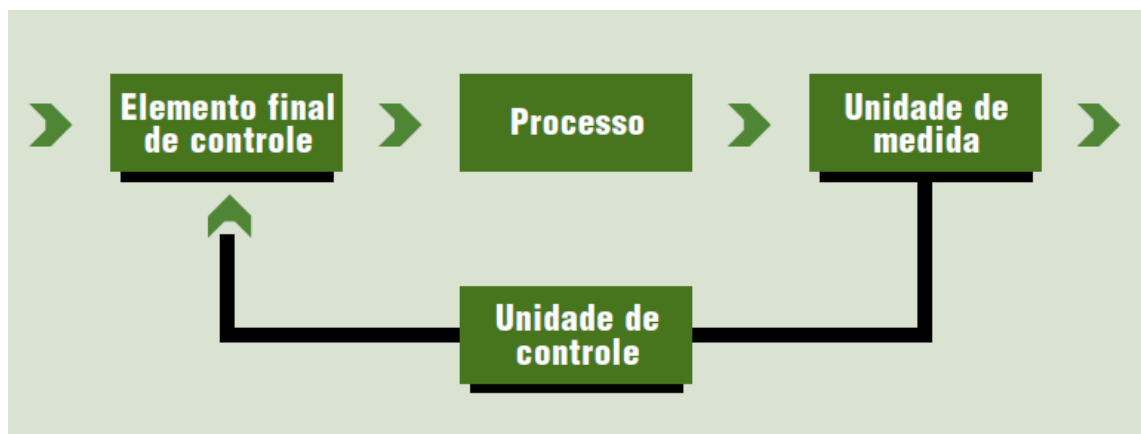 Elemento final
de controle
Processo
Unidade de
medida
Unidade de
controle